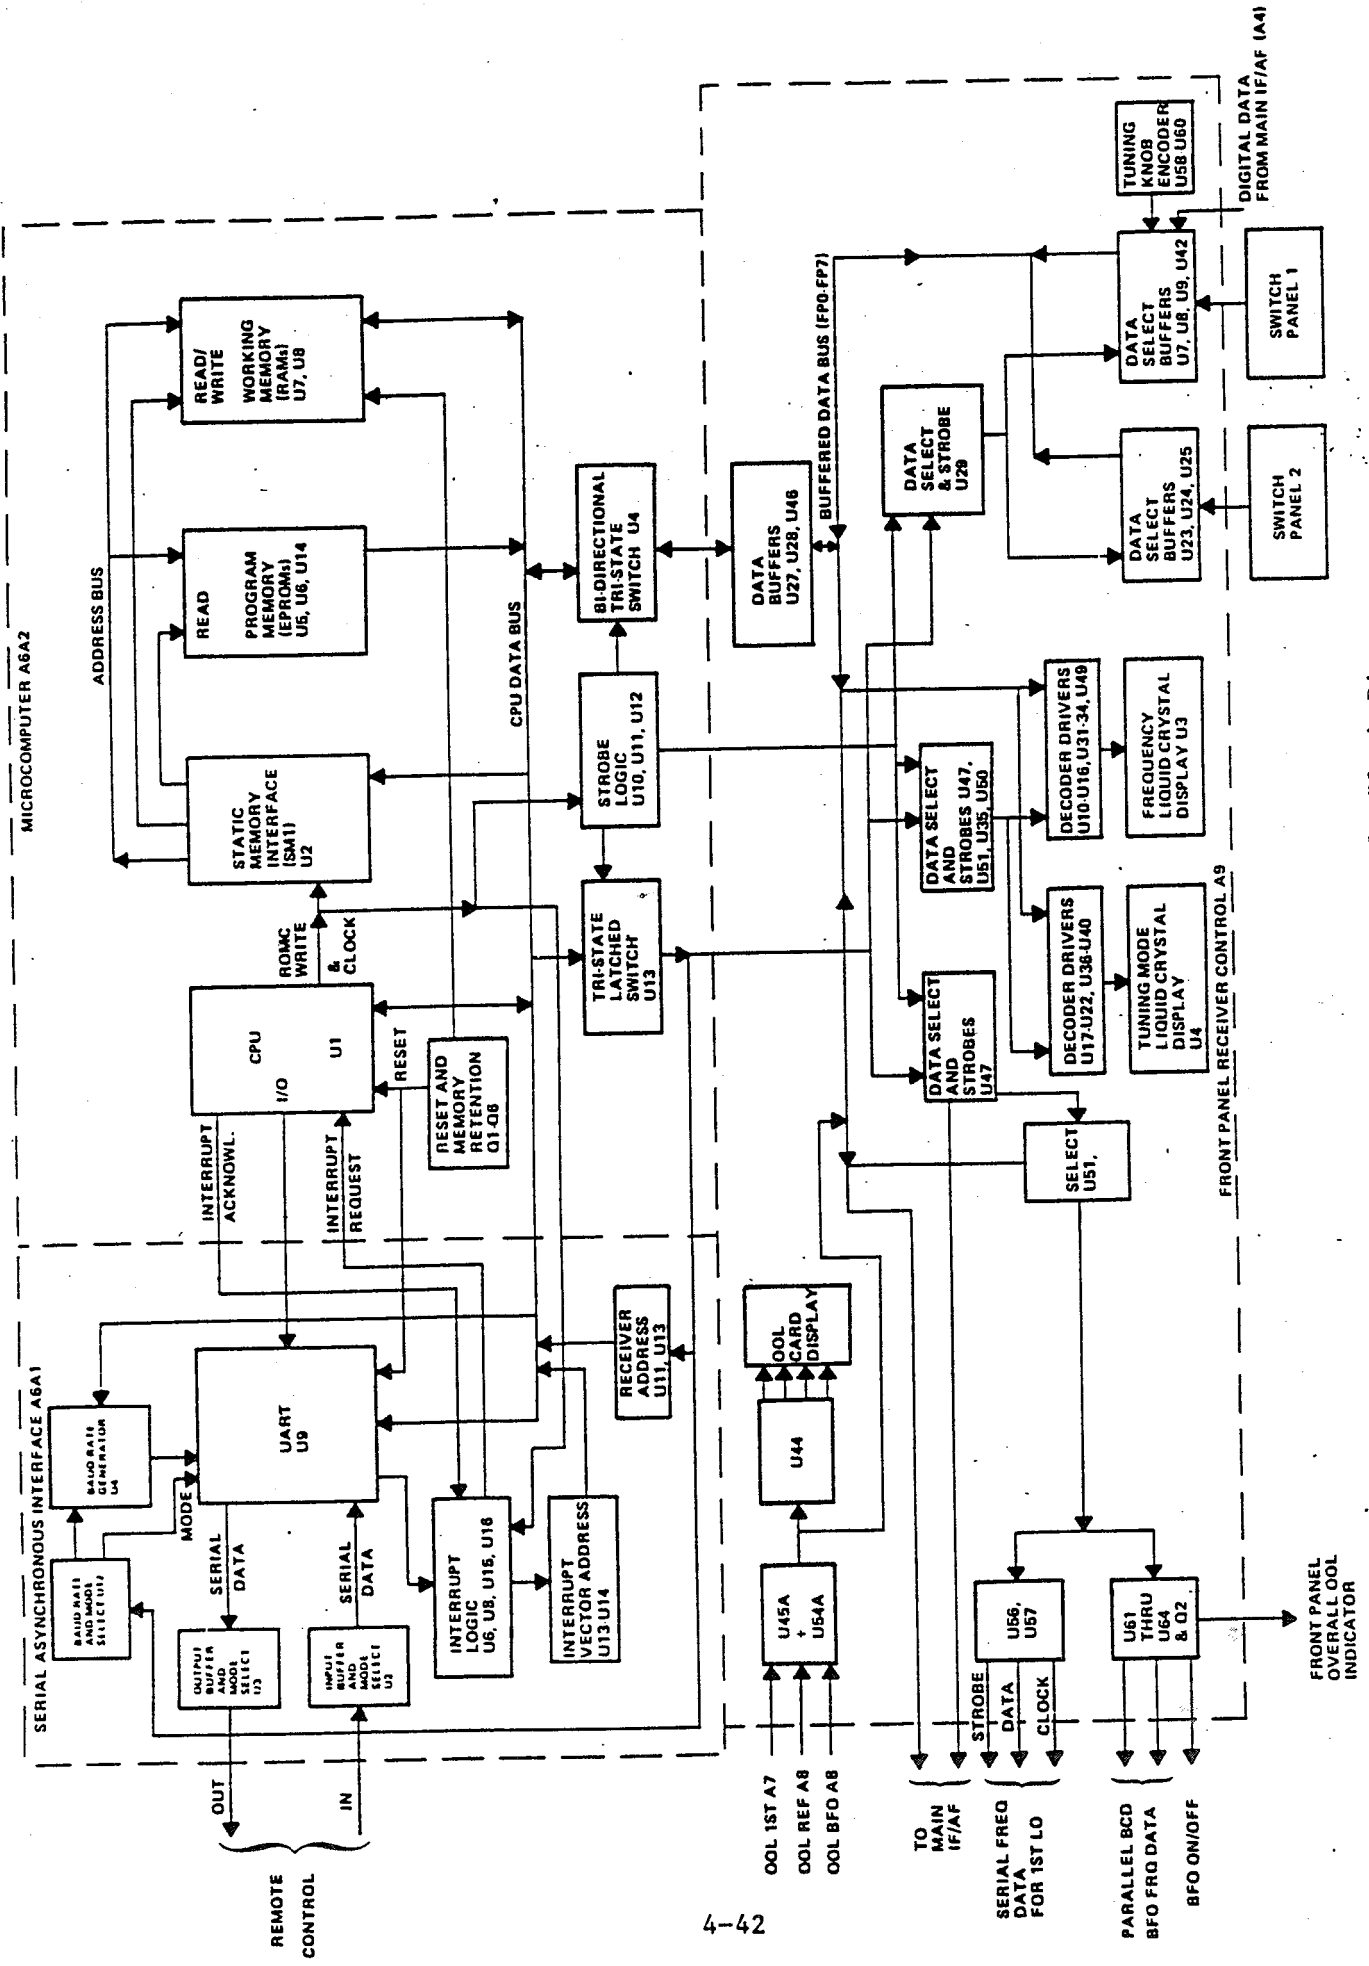 MICROCOMPUTER A6A2
SERIAL ASYNCHRONOUS INTERFACE A6A1
ADDRESS BUS
READ/
WRITE
WORKING
MEMORY
(RAMs)
U7, U8
READ
PROGRAM
MEMORY
(EPROMs)
U5, U6, U14
STATIC
MEMORY
INTERFACE
(SM1)
U2
ROMC
WRITE
&
CLOCK
CPU
I/O
U1
RESET
RESET AND
MEMORY
RETENTION
Q1-Q6
INTERRUPT
ACKNOWL.
INTERRUPT
REQUEST
CPU DATA BUS
BI-DIRECTIONAL
TRI-STATE
SWITCH U4
STROBE
LOGIC
U10, U11, U12
TRI-STATE
LATCHED
SWITCH
U13
BAUD RATE
GENERATOR
U4
BAUD RATE
AND MODE
SELECT U12
MODE
UART
U9
SERIAL
DATA
SERIAL
DATA
OUTPUT
BUFFER
AND
MODE
SELECT
U3
INPUT
BUFFER
AND
MODE
SELECT
U2
INTERRUPT
LOGIC
U6, U8, U15, U16
INTERRUPT
VECTOR ADDRESS
U13-U14
RECEIVER
ADDRESS
U11, U13
OUT
IN
REMOTE
CONTROL
DATA
BUFFERS
U27, U28, U46
BUFFERED DATA BUS (FP0-FP7)
TUNING
KNOB
ENCODER
U58-U60
DIGITAL DATA
FROM MAIN IF/AF (A4)
DATA
SELECT
BUFFERS
U7, U8, U9, U42
SWITCH
PANEL 1
DATA
SELECT
& STROBE
U29
DATA
SELECT
BUFFERS
U23, U24, U25
SWITCH
PANEL 2
DATA SELECT
AND
STROBES U47,
U51, U35, U50
DECODER DRIVERS
U10-U16, U31-34, U49
FREQUENCY
LIQUID CRYSTAL
DISPLAY U3
DATA SELECT
AND
STROBES
U47
DECODER DRIVERS
U17-U22, U36-U40
TUNING MODE
LIQUID CRYSTAL
DISPLAY
U4
SELECT
U51,
FRONT PANEL RECEIVER CONTROL A9
OOL
CARD
DISPLAY
U44
U45A
+
U54A
OOL 1ST A7
OOL REF A8
OOL BFO A8
TO
MAIN
IF/AF
U56,
U57
STROBE
DATA
CLOCK
SERIAL FREQ
DATA
FOR 1ST LO
U61
THRU
U64
& Q2
PARALLEL BCD
BFO FRQ DATA
BFO ON/OFF
FRONT PANEL
OVERALL OOL
INDICATOR
4-42